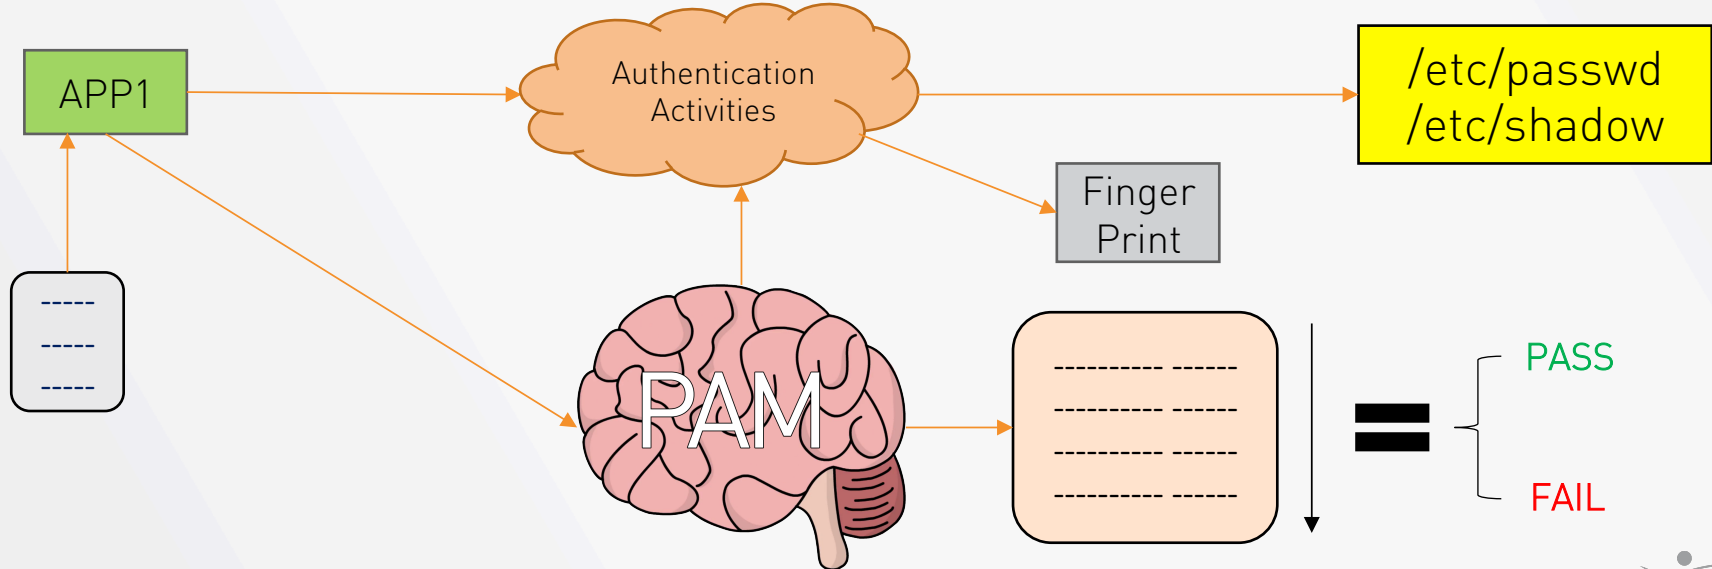 APP1
Authentication
Activities
/etc/passwd
/etc/shadow
Finger
Print
PAM
PASS
FAIL